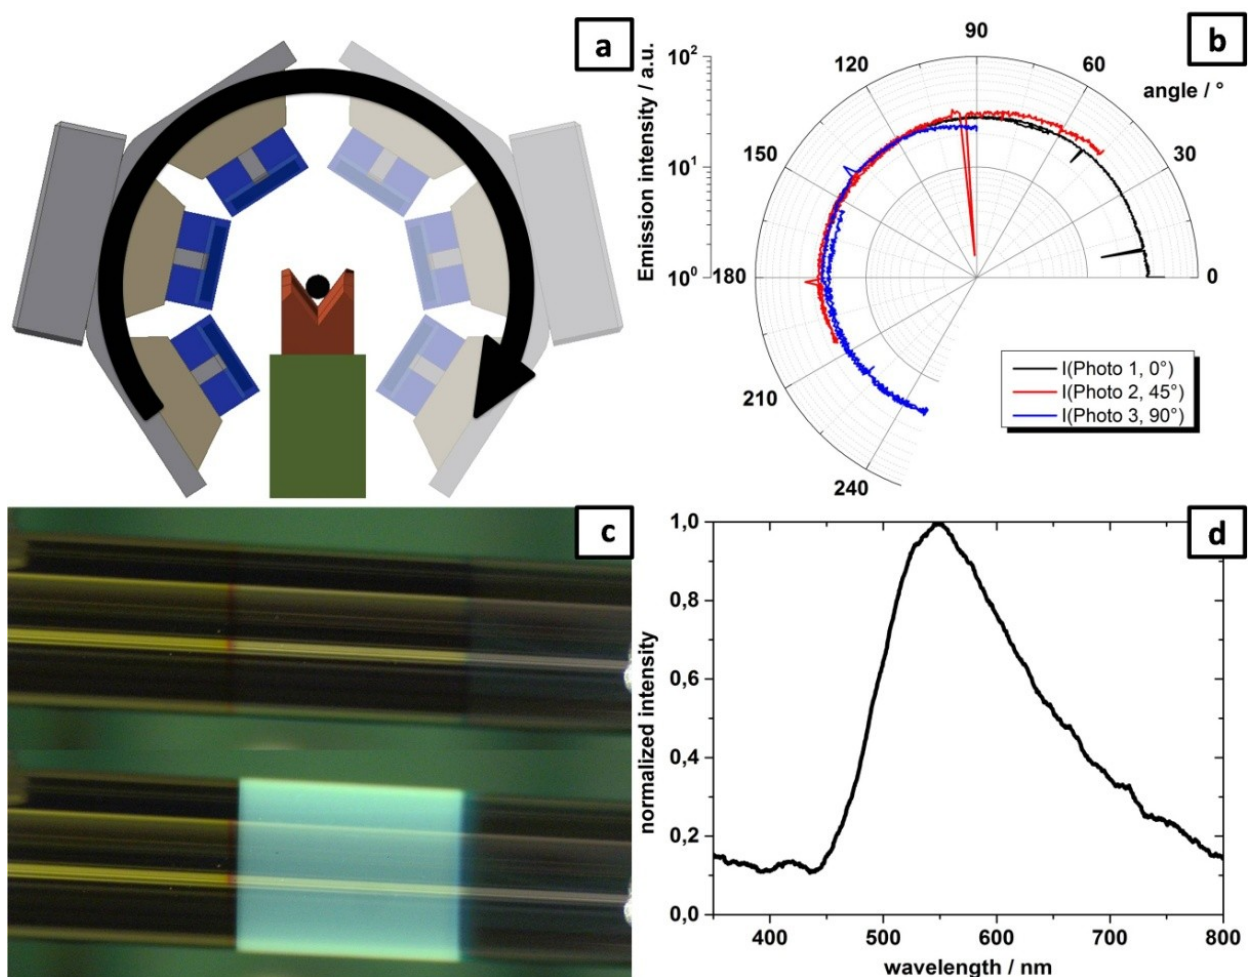 a
b
Emission intensity / a.u.
10²
10¹
10⁰
90
120
60
angle / °
150
30
180
0
210
240
I(Photo 1, 0°)
I(Photo 2, 45°)
I(Photo 3, 90°)
c
d
normalized intensity
1,0
0,8
0,6
0,4
0,2
0,0
400 500 600 700 800
wavelength / nm